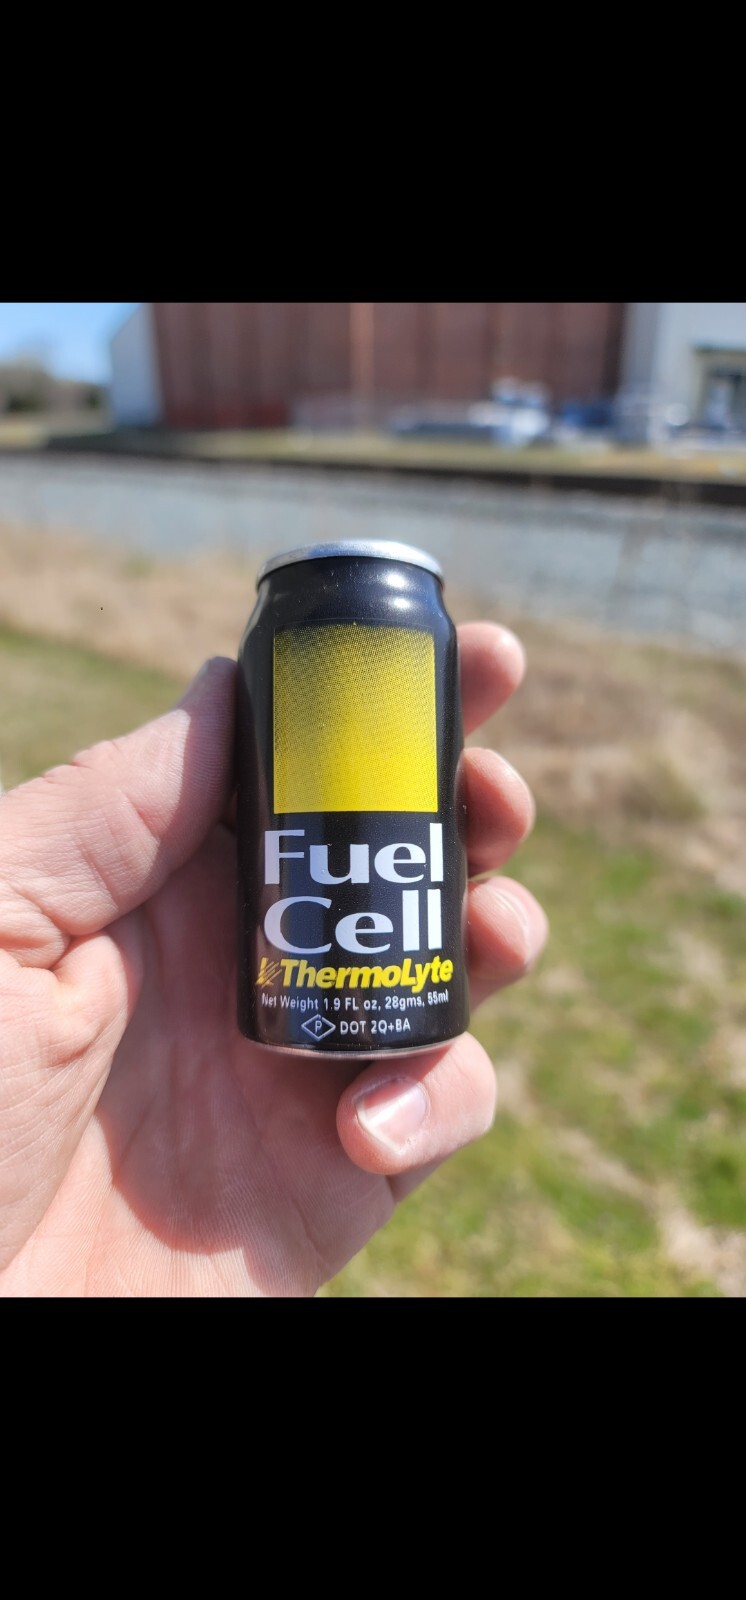 Fuel
Cell
ThermoLyte
Net Weight 1.9 FL oz, 28gms, 55ml
P DOT 2Q+BA